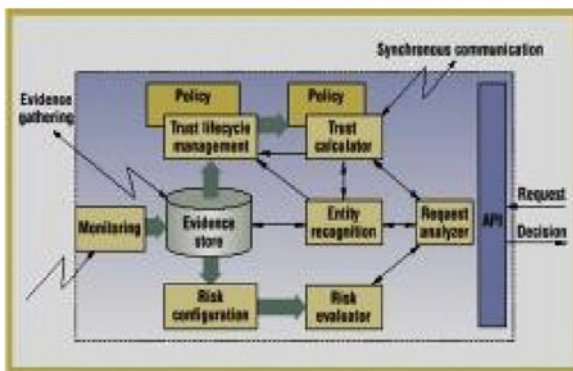 Synchronous communication
Evidence
gathering
Policy
Policy
Trust lifecycle
management
Trust
calculator
Monitoring
Evidence
store
Entity
recognition
Request
analyzer
API
Request
Decision
Risk
configuration
Risk
evaluator